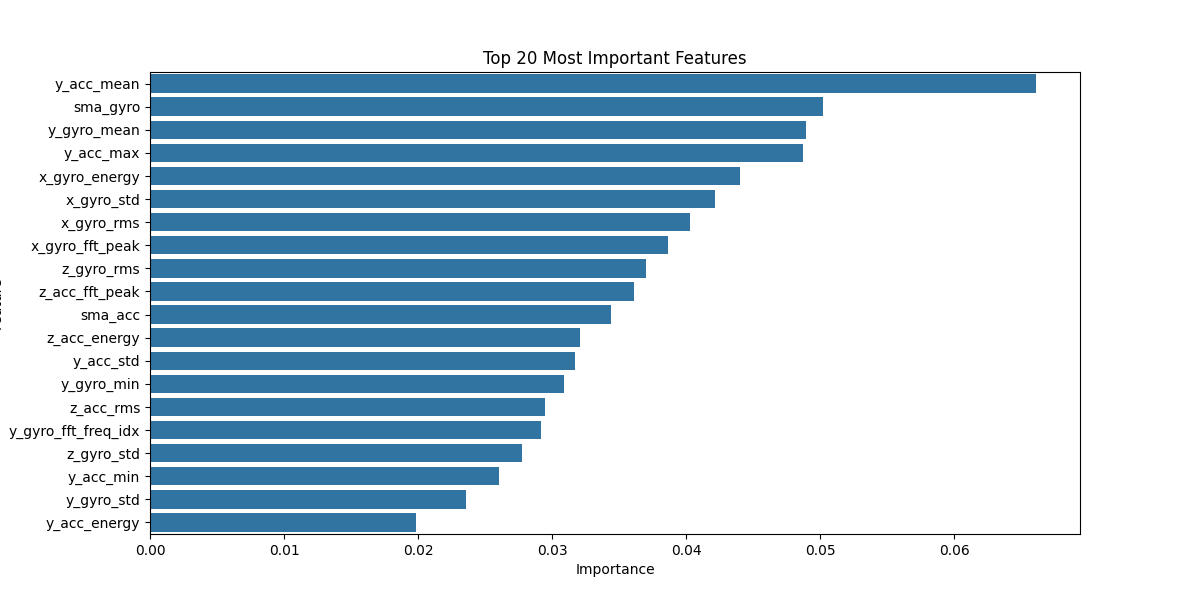 Top 20 Most Important Features
y_acc_mean
sma_gyro
y_gyro_mean
y_acc_max
x_gyro_energy
x_gyro_std
x_gyro_rms
x_gyro_fft_peak
z_gyro_rms
z_acc_fft_peak
sma_acc
z_acc_energy
y_acc_std
y_gyro_min
z_acc_rms
y_gyro_fft_freq_idx
z_gyro_std
y_acc_min
y_gyro_std
y_acc_energy
0.00 0.01 0.02 0.03 0.04 0.05 0.06
Importance